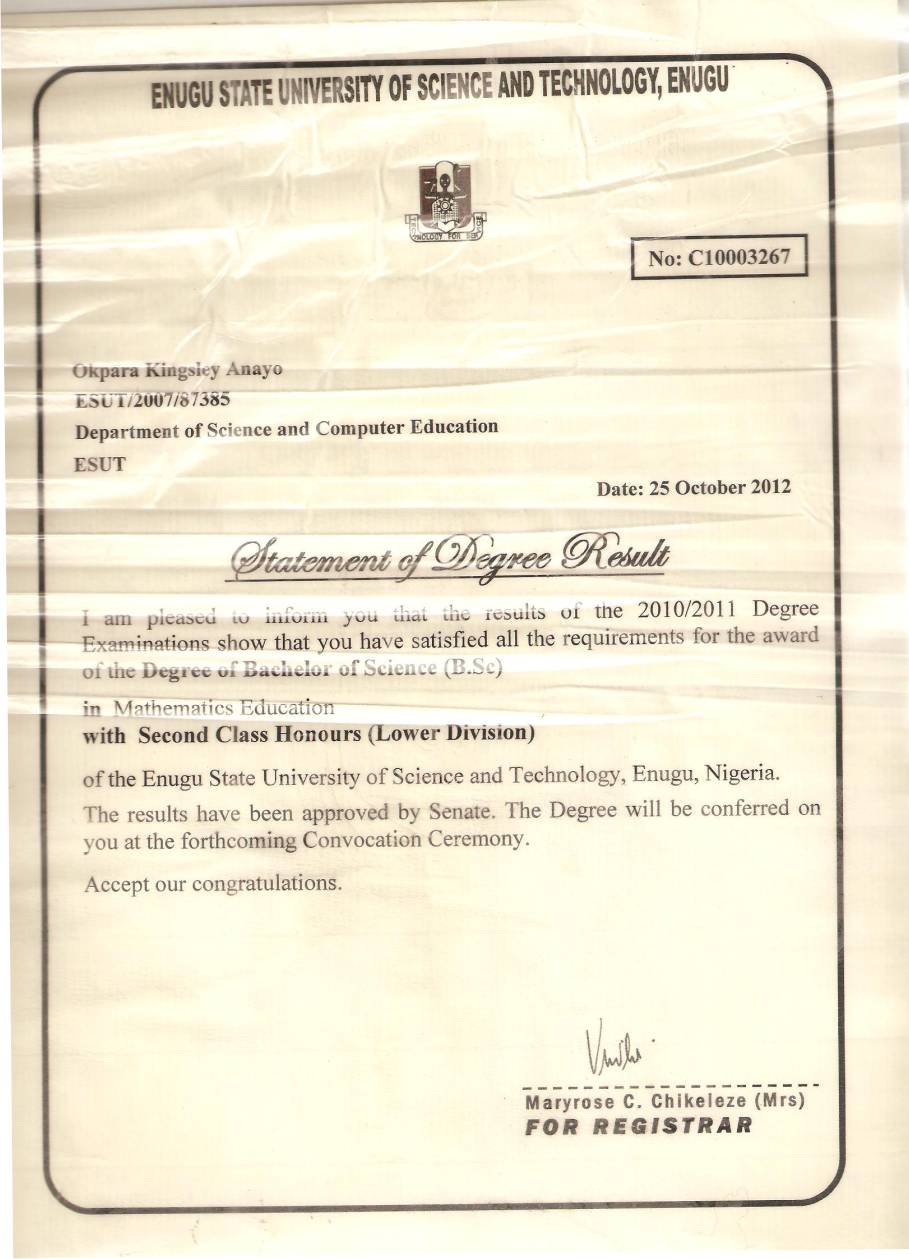 ENUGU STATE UNIVERSITY OF SCIENCE AND TECHNOLOGY, ENUGU
NOLOGY FOR SER
No: C10003267
Okpara Kingsley Anayo
ESUT/2007/87385
Department of Science and Computer Education
ESUT
Date: 25 October 2012
Statement of Degree Result
I am pleased to inform you that the results of the 2010/2011 Degree
Examinations show that you have satisfied all the requirements for the award
of the Degree of Bachelor of Science (B.Sc)
in Mathematics Education
with Second Class Honours (Lower Division)
of the Enugu State University of Science and Technology, Enugu, Nigeria.
The results have been approved by Senate. The Degree will be conferred on
you at the forthcoming Convocation Ceremony.
Accept our congratulations.
Maryrose C. Chikeleze (Mrs)
FOR REGISTRAR